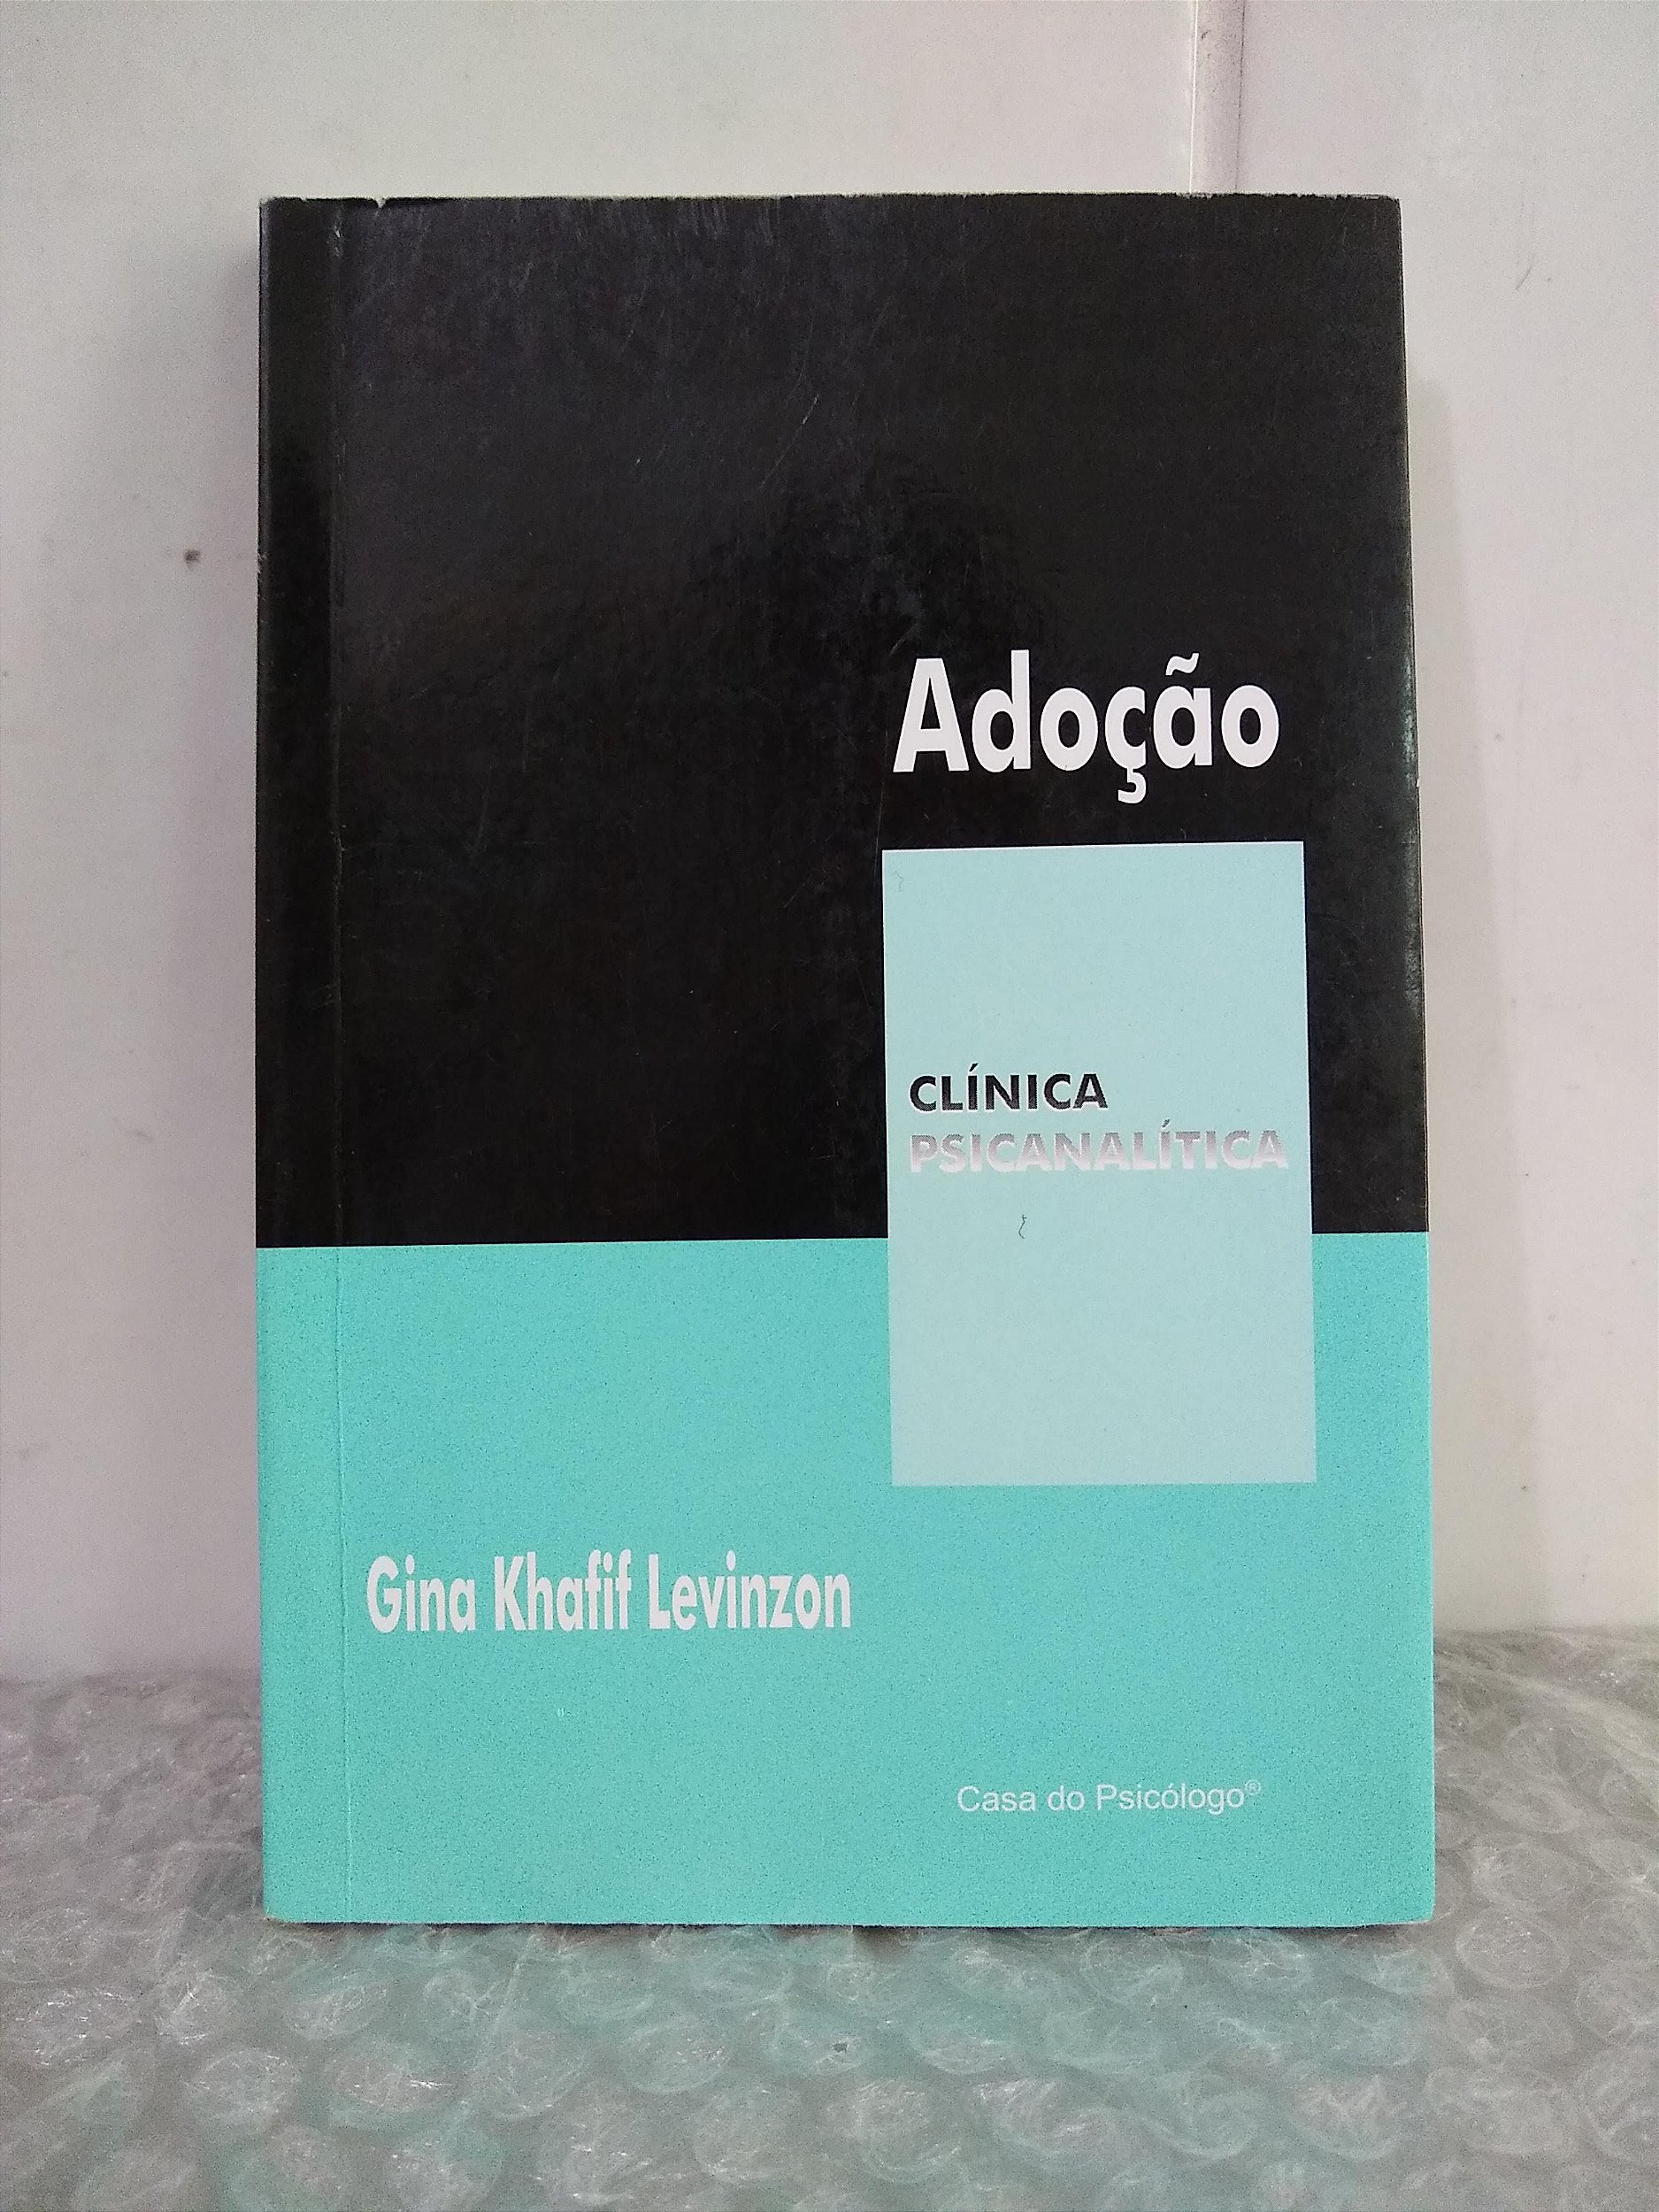 Adoção
CLÍNICA
PSICANALÍTICA
Gina Khafif Levinzon
Casa do Psicólogo®